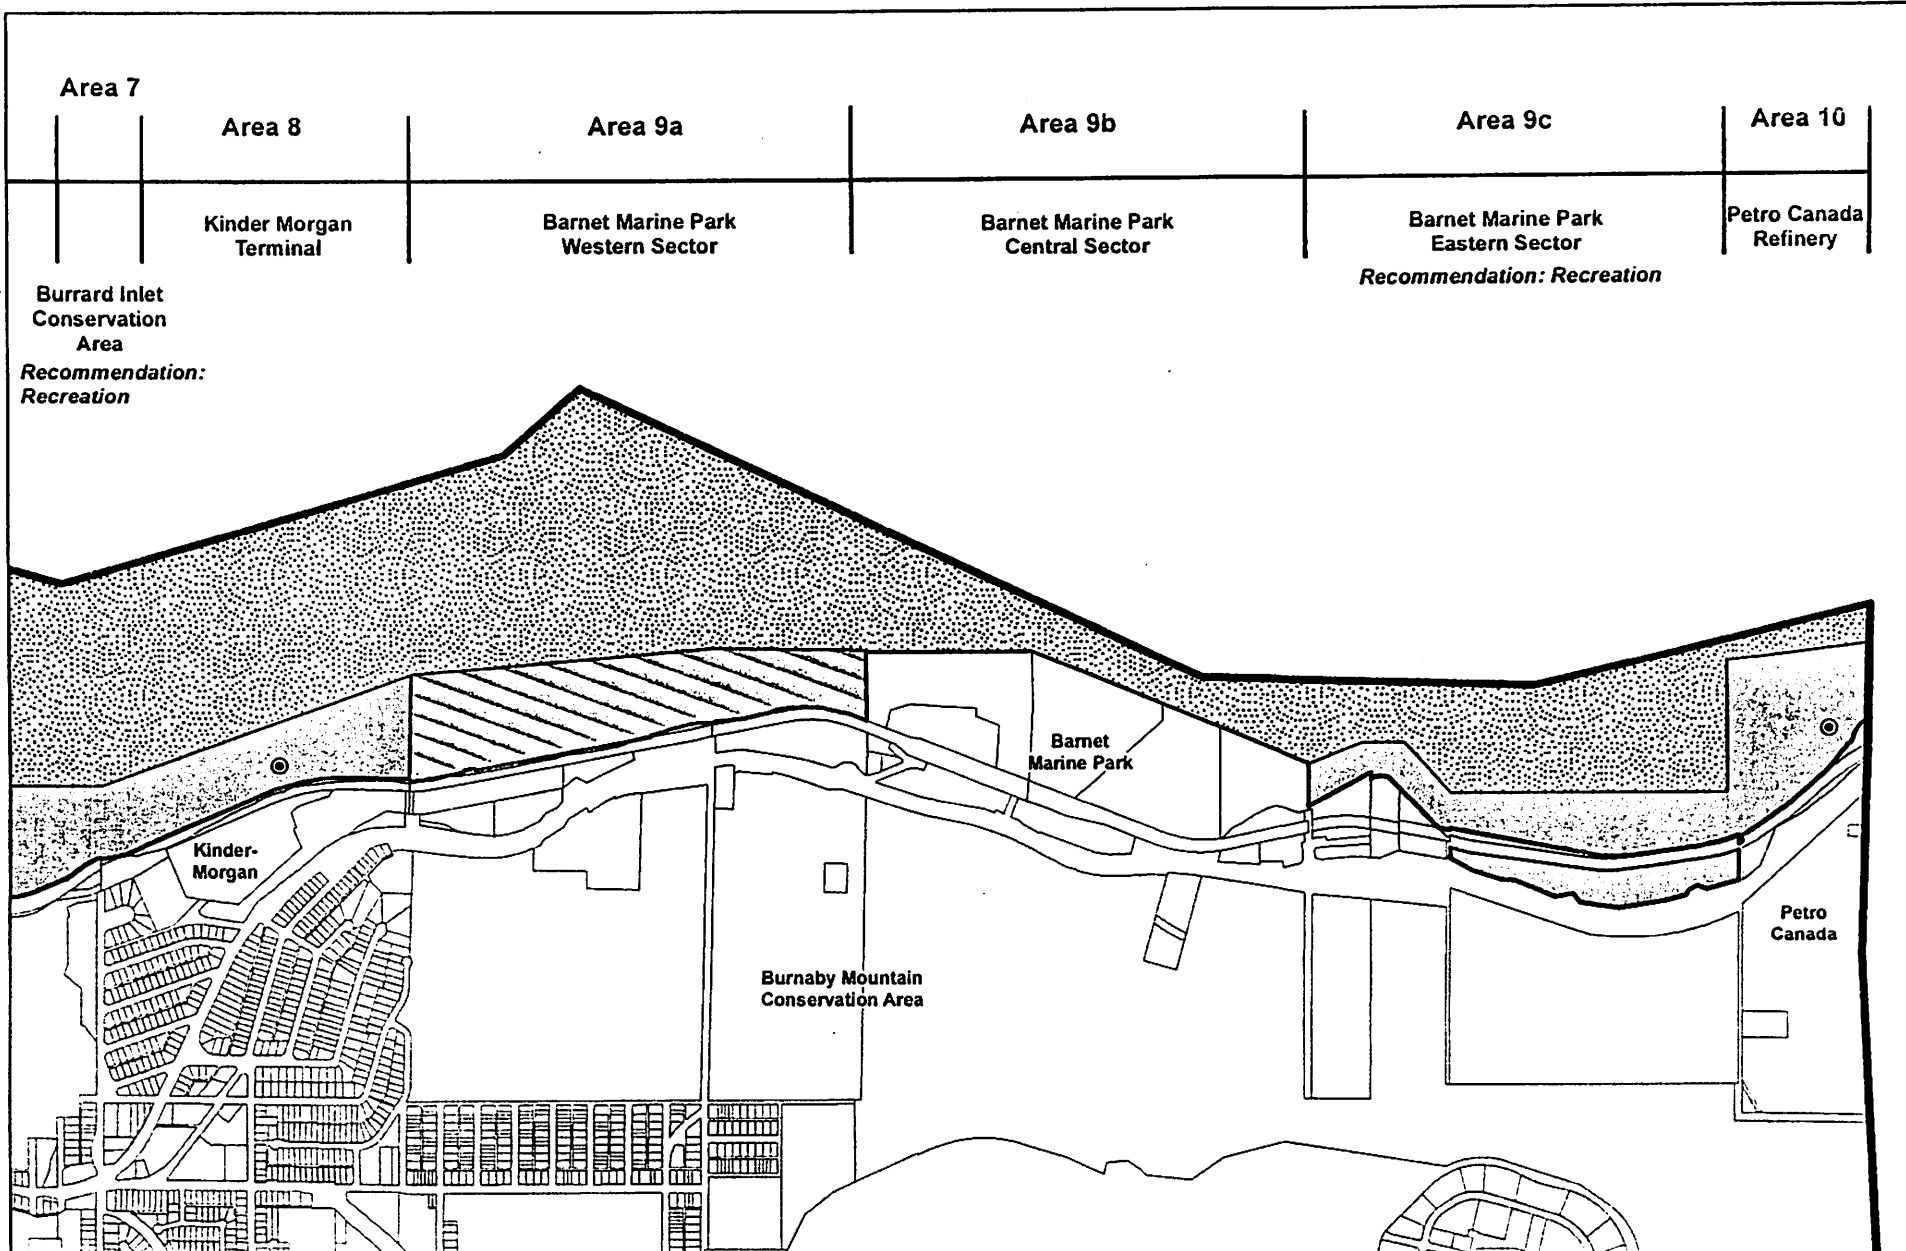 Area 7
Area 8
Area 9a
Area 9b
Area 9c
Area 10
Kinder Morgan
Terminal
Barnet Marine Park
Western Sector
Barnet Marine Park
Central Sector
Barnet Marine Park
Eastern Sector
Recommendation: Recreation
Petro Canada
Refinery
Burrard Inlet
Conservation
Area
Recommendation:
Recreation
Barnet
Marine Park
Kinder-
Morgan
Petro
Canada
Burnaby Mountain
Conservation Area